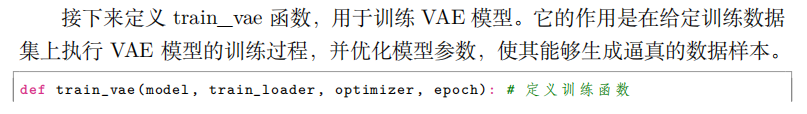 接下来定义 train_vae 函数，用于训练 VAE 模型。它的作用是在给定训练数据
集上执行 VAE 模型的训练过程，并优化模型参数，使其能够生成逼真的数据样本。
def train_vae(model, train_loader, optimizer, epoch): # 定义训练函数